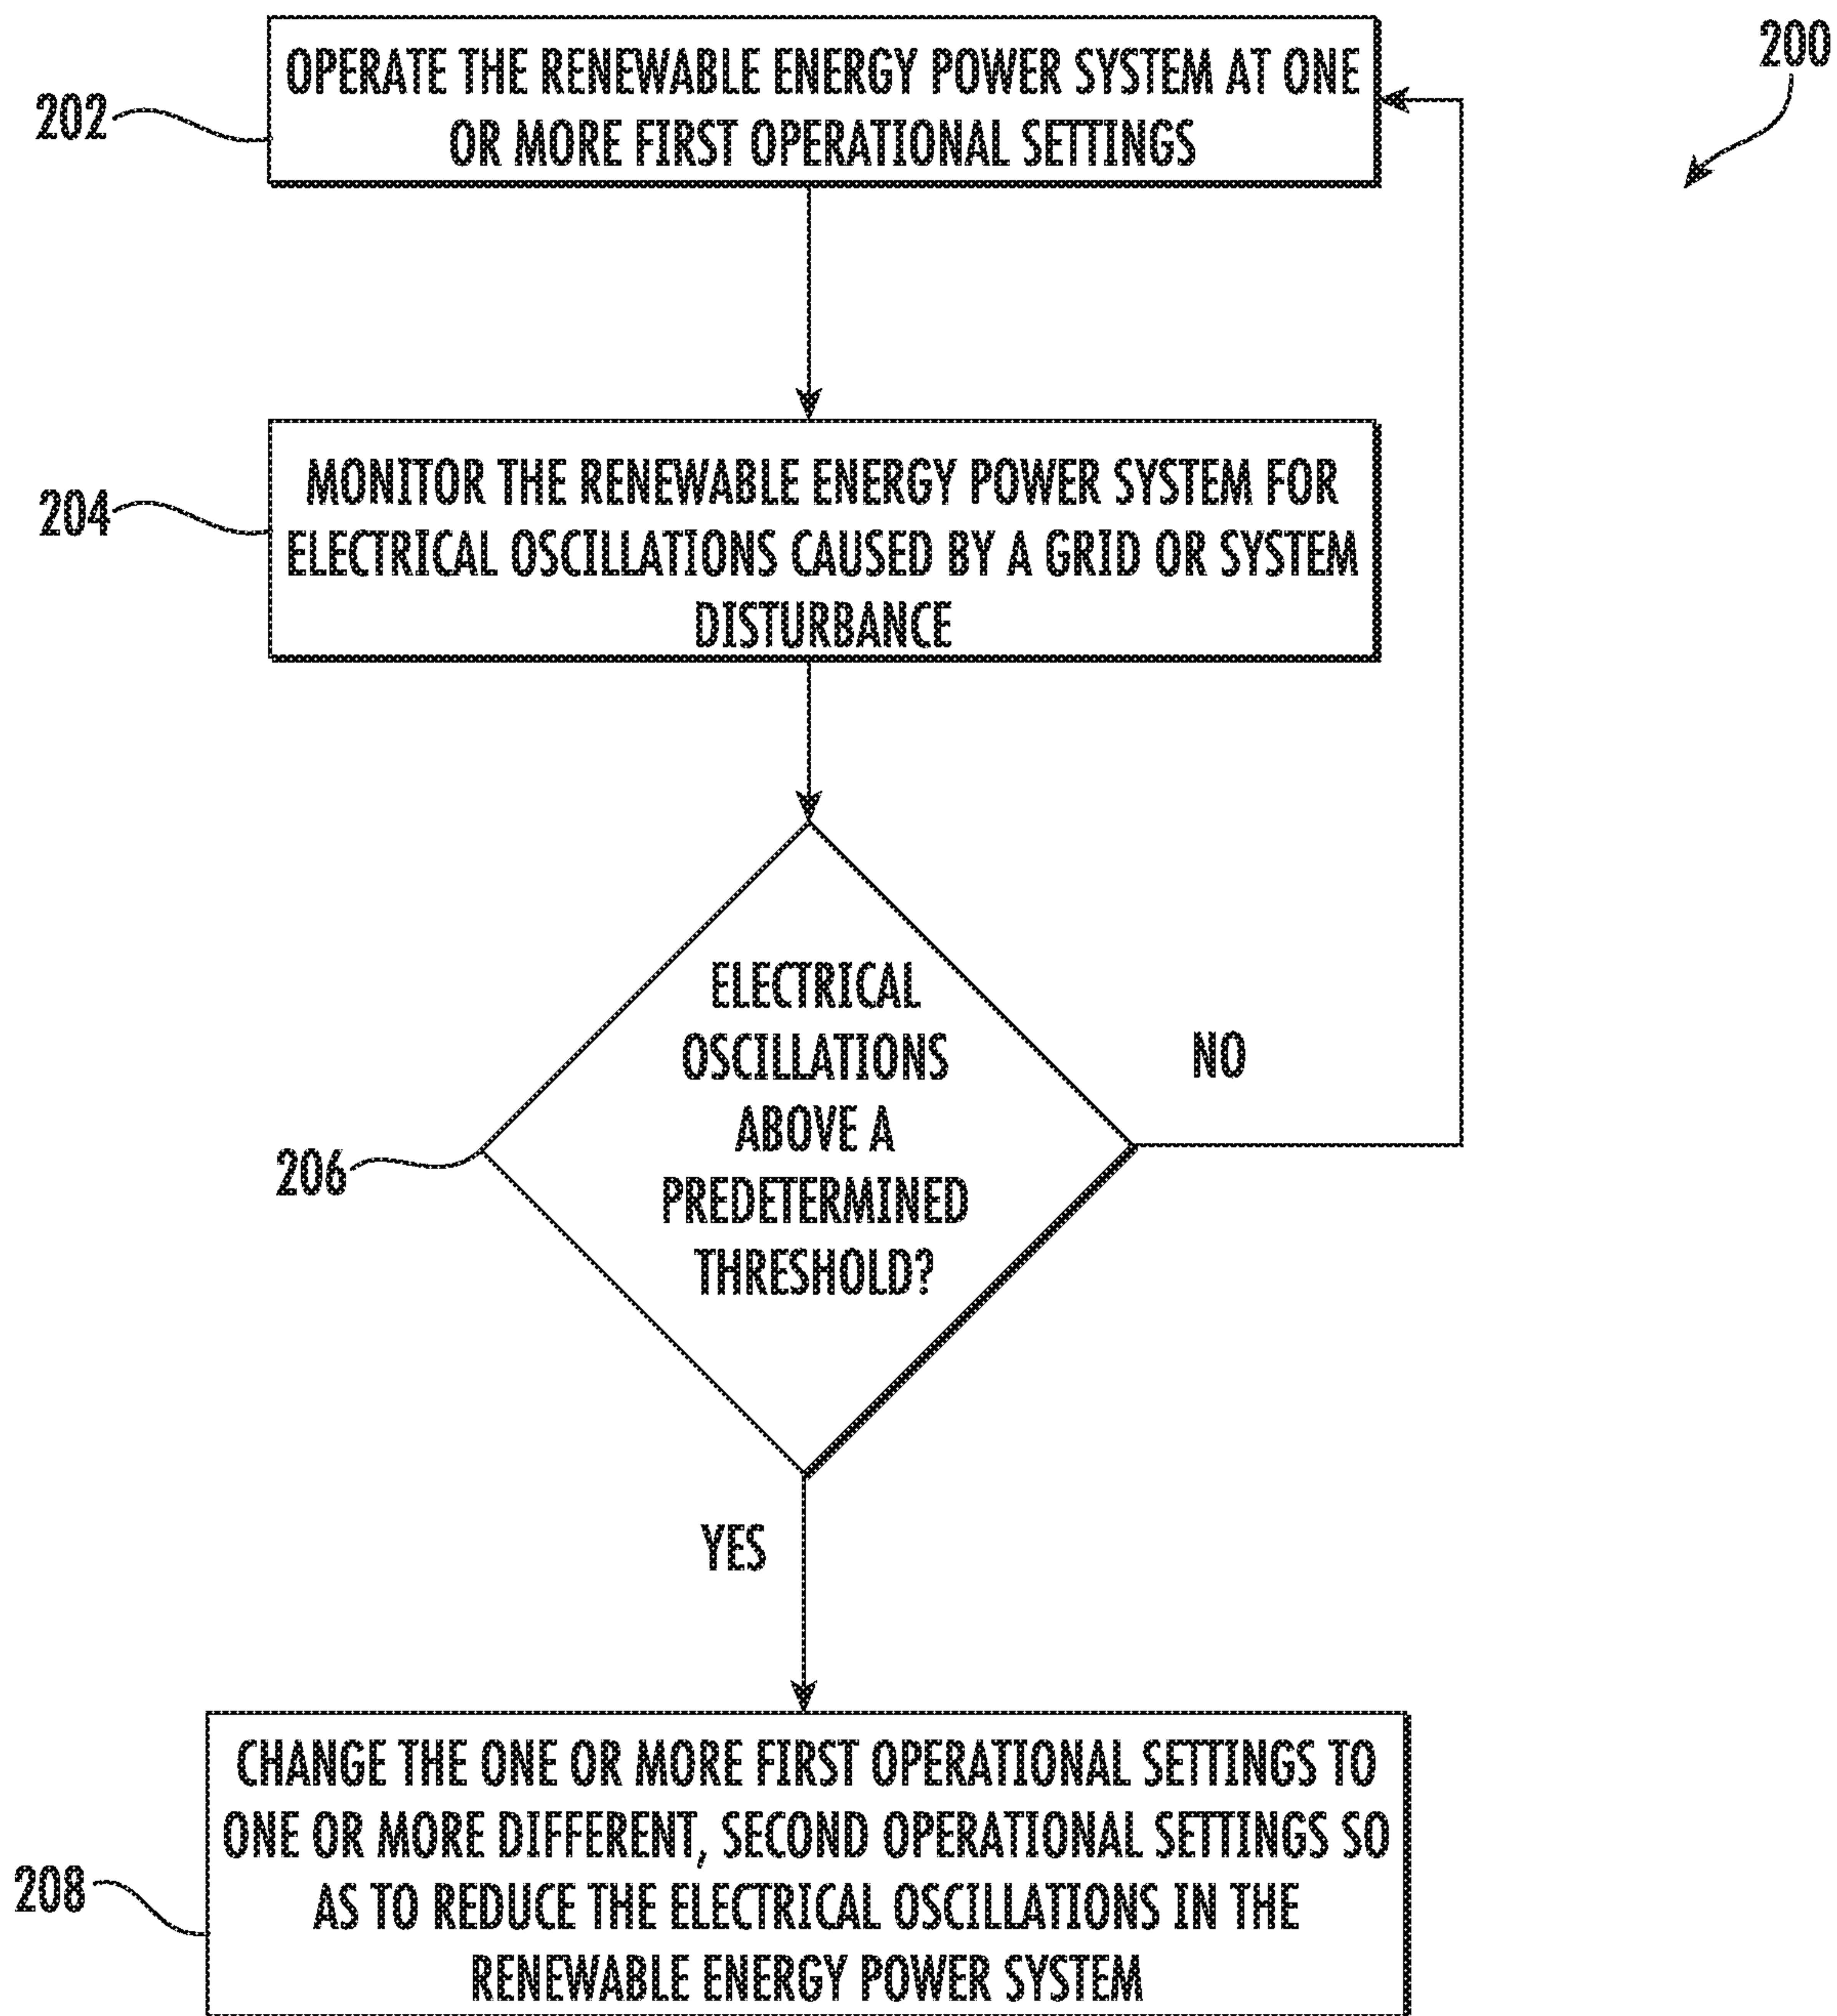 200
202
OPERATE THE RENEWABLE ENERGY POWER SYSTEM AT ONE
OR MORE FIRST OPERATIONAL SETTINGS
204
MONITOR THE RENEWABLE ENERGY POWER SYSTEM FOR
ELECTRICAL OSCILLATIONS CAUSED BY A GRID OR SYSTEM
DISTURBANCE
206
ELECTRICAL
OSCILLATIONS
ABOVE A
PREDETERMINED
THRESHOLD?
NO
YES
208
CHANGE THE ONE OR MORE FIRST OPERATIONAL SETTINGS TO
ONE OR MORE DIFFERENT, SECOND OPERATIONAL SETTINGS SO
AS TO REDUCE THE ELECTRICAL OSCILLATIONS IN THE
RENEWABLE ENERGY POWER SYSTEM